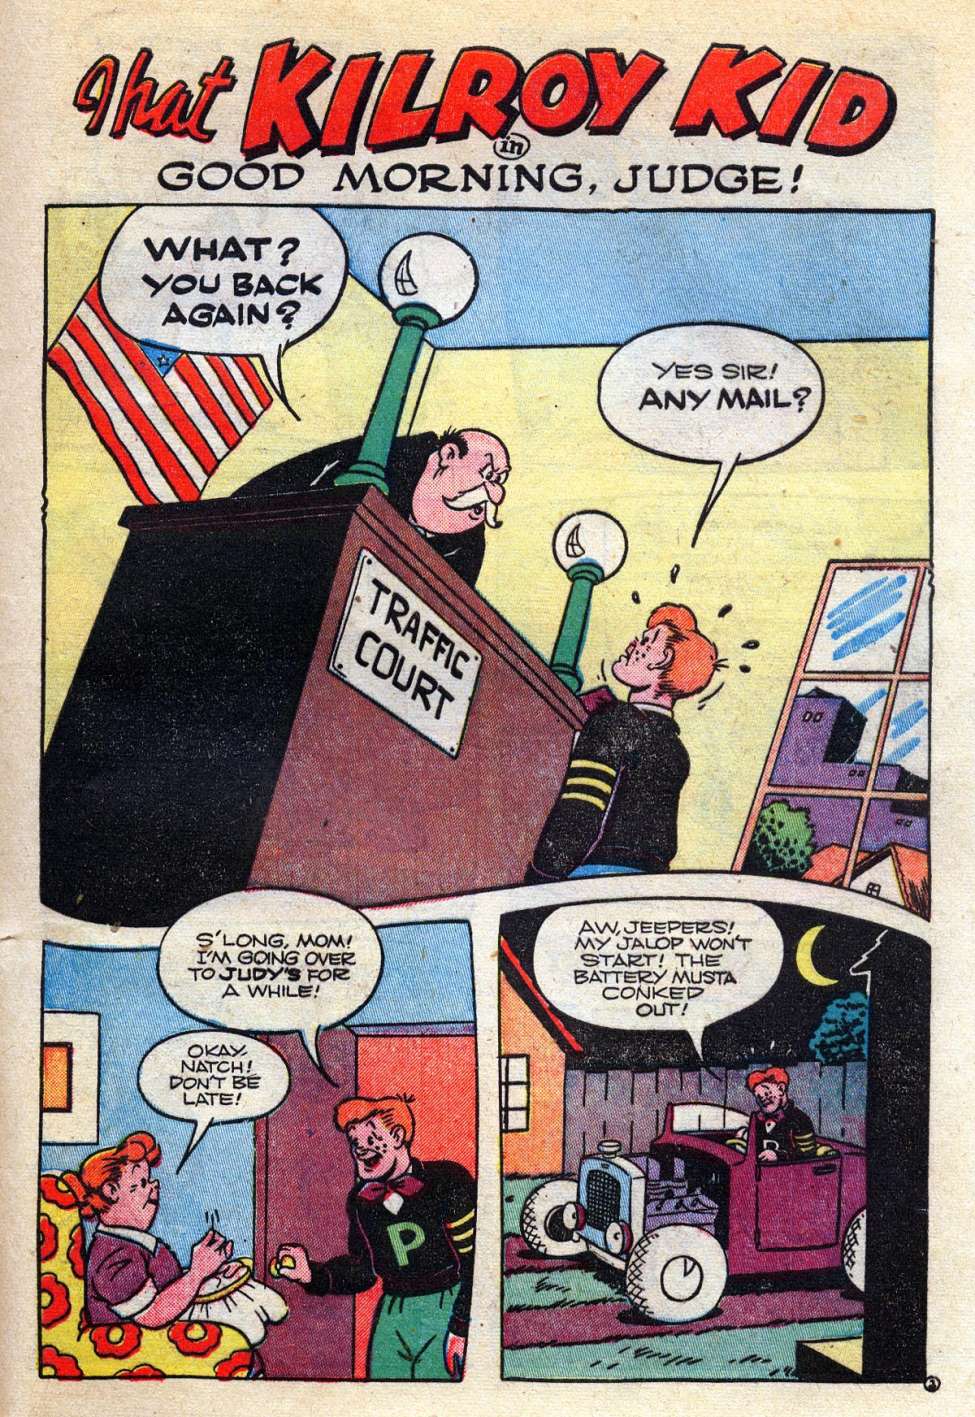 That
KILROY KID
in
GOOD MORNING, JUDGE!
WHAT?
YOU BACK
AGAIN?
YES SIR!
ANY MAIL?
TRAFFIC
COURT
S'LONG, MOM!
I'M GOING OVER
TO JUDY'S FOR
A WHILE!
OKAY,
NATCH!
DON'T BE
LATE!
P
AW, JEEPERS!
MY JALOP WON'T
START! THE
BATTERY MUSTA
CONKED
OUT!
P